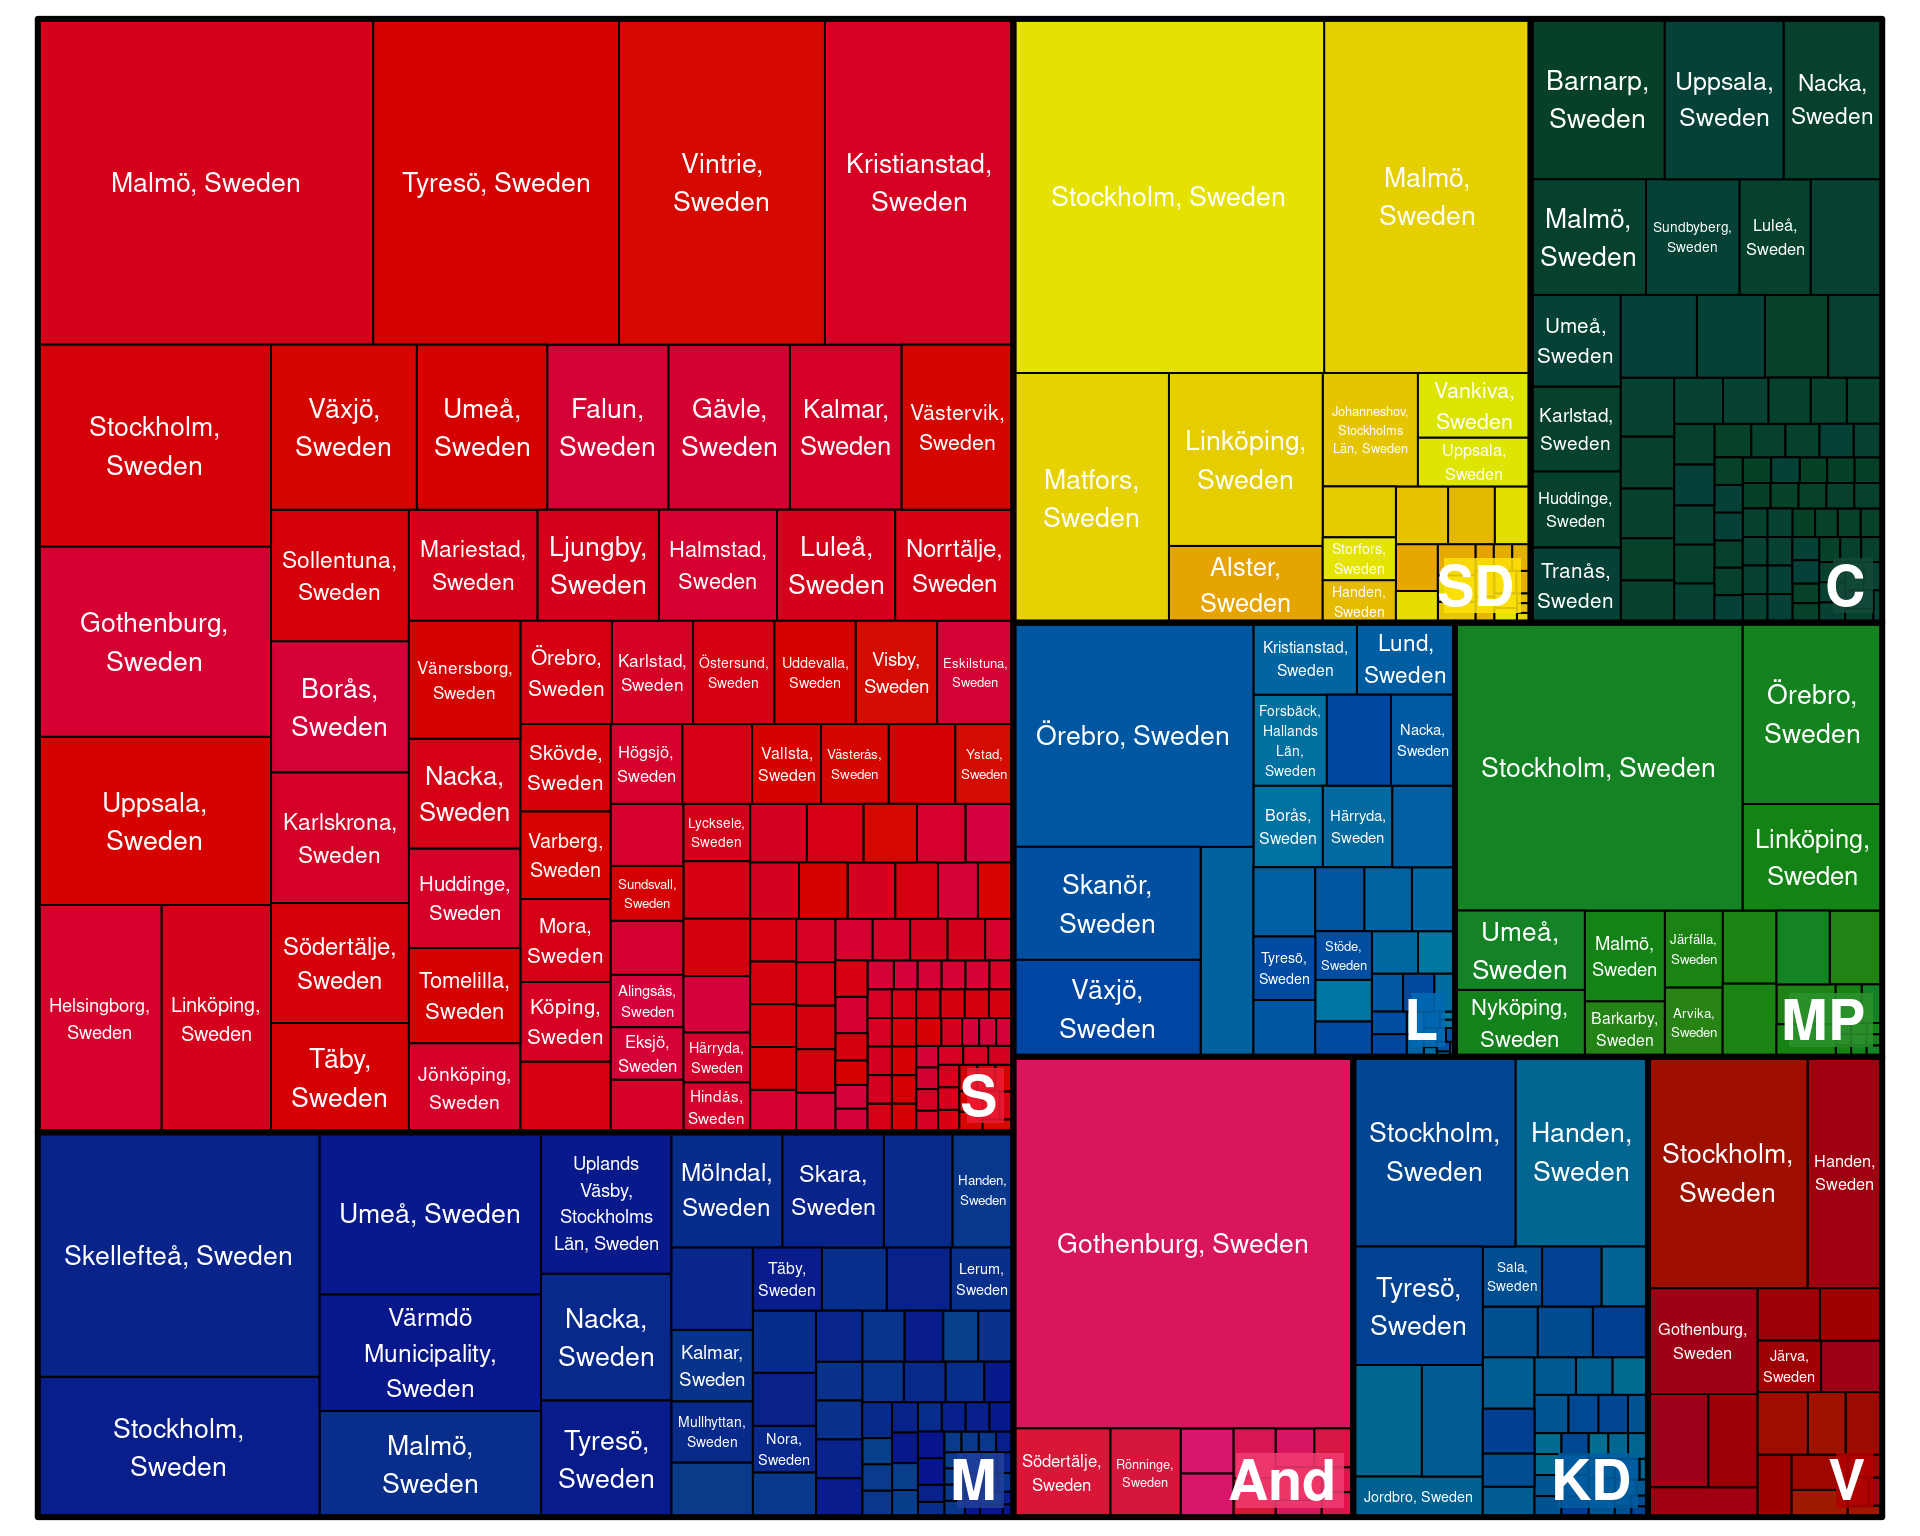 Malmö, Sweden
Tyresö, Sweden
Vintrie,
Sweden
Kristianstad,
Sweden
Stockholm,
Sweden
Växjö,
Sweden
Umeå,
Sweden
Falun,
Sweden
Gävle,
Sweden
Kalmar,
Sweden
Västervik,
Sweden
Gothenburg,
Sweden
Sollentuna,
Sweden
Mariestad,
Sweden
Ljungby,
Sweden
Halmstad,
Sweden
Luleå,
Sweden
Norrtälje,
Sweden
Borås,
Sweden
Vänersborg,
Sweden
Örebro,
Sweden
Karlstad,
Sweden
Östersund,
Sweden
Uddevalla,
Sweden
Visby,
Sweden
Eskilstuna,
Sweden
Uppsala,
Sweden
Karlskrona,
Sweden
Nacka,
Sweden
Skövde,
Sweden
Högsjö,
Sweden
Vallsta,
Sweden
Västerås,
Sweden
Ystad,
Sweden
Huddinge,
Sweden
Varberg,
Sweden
Lycksele,
Sweden
Sundsvall,
Sweden
Helsingborg,
Sweden
Linköping,
Sweden
Södertälje,
Sweden
Tomelilla,
Sweden
Mora,
Sweden
Köping,
Sweden
Alingsås,
Sweden
Täby,
Sweden
Jönköping,
Sweden
Eksjö,
Sweden
Härryda,
Sweden
Hindås,
Sweden
S
Stockholm, Sweden
Malmö,
Sweden
Matfors,
Sweden
Linköping,
Sweden
Johanneshov,
Stockholms
Län, Sweden
Vankiva,
Sweden
Uppsala,
Sweden
Alster,
Sweden
Storfors,
Sweden
Handen,
Sweden
SD
Barnarp,
Sweden
Uppsala,
Sweden
Nacka,
Sweden
Malmö,
Sweden
Sundbyberg,
Sweden
Luleå,
Sweden
Umeå,
Sweden
Karlstad,
Sweden
Huddinge,
Sweden
Tranås,
Sweden
C
Örebro, Sweden
Kristianstad,
Sweden
Lund,
Sweden
Forsbäck,
Hallands
Län,
Sweden
Nacka,
Sweden
Borås,
Sweden
Härryda,
Sweden
Skanör,
Sweden
Tyresö,
Sweden
Stöde,
Sweden
Växjö,
Sweden
L
Stockholm, Sweden
Örebro,
Sweden
Linköping,
Sweden
Umeå,
Sweden
Malmö,
Sweden
Järfälla,
Sweden
Nyköping,
Sweden
Barkarby,
Sweden
Arvika,
Sweden
MP
Skellefteå, Sweden
Umeå, Sweden
Uplands
Väsby,
Stockholms
Län, Sweden
Mölndal,
Sweden
Skara,
Sweden
Handen,
Sweden
Täby,
Sweden
Lerum,
Sweden
Värmdö
Municipality,
Sweden
Nacka,
Sweden
Kalmar,
Sweden
Stockholm,
Sweden
Malmö,
Sweden
Tyresö,
Sweden
Mullhyttan,
Sweden
Nora,
Sweden
M
Gothenburg, Sweden
Södertälje,
Sweden
Rönninge,
Sweden
And
Stockholm,
Sweden
Handen,
Sweden
Tyresö,
Sweden
Sala,
Sweden
Jordbro, Sweden
KD
Stockholm,
Sweden
Handen,
Sweden
Gothenburg,
Sweden
Järva,
Sweden
V